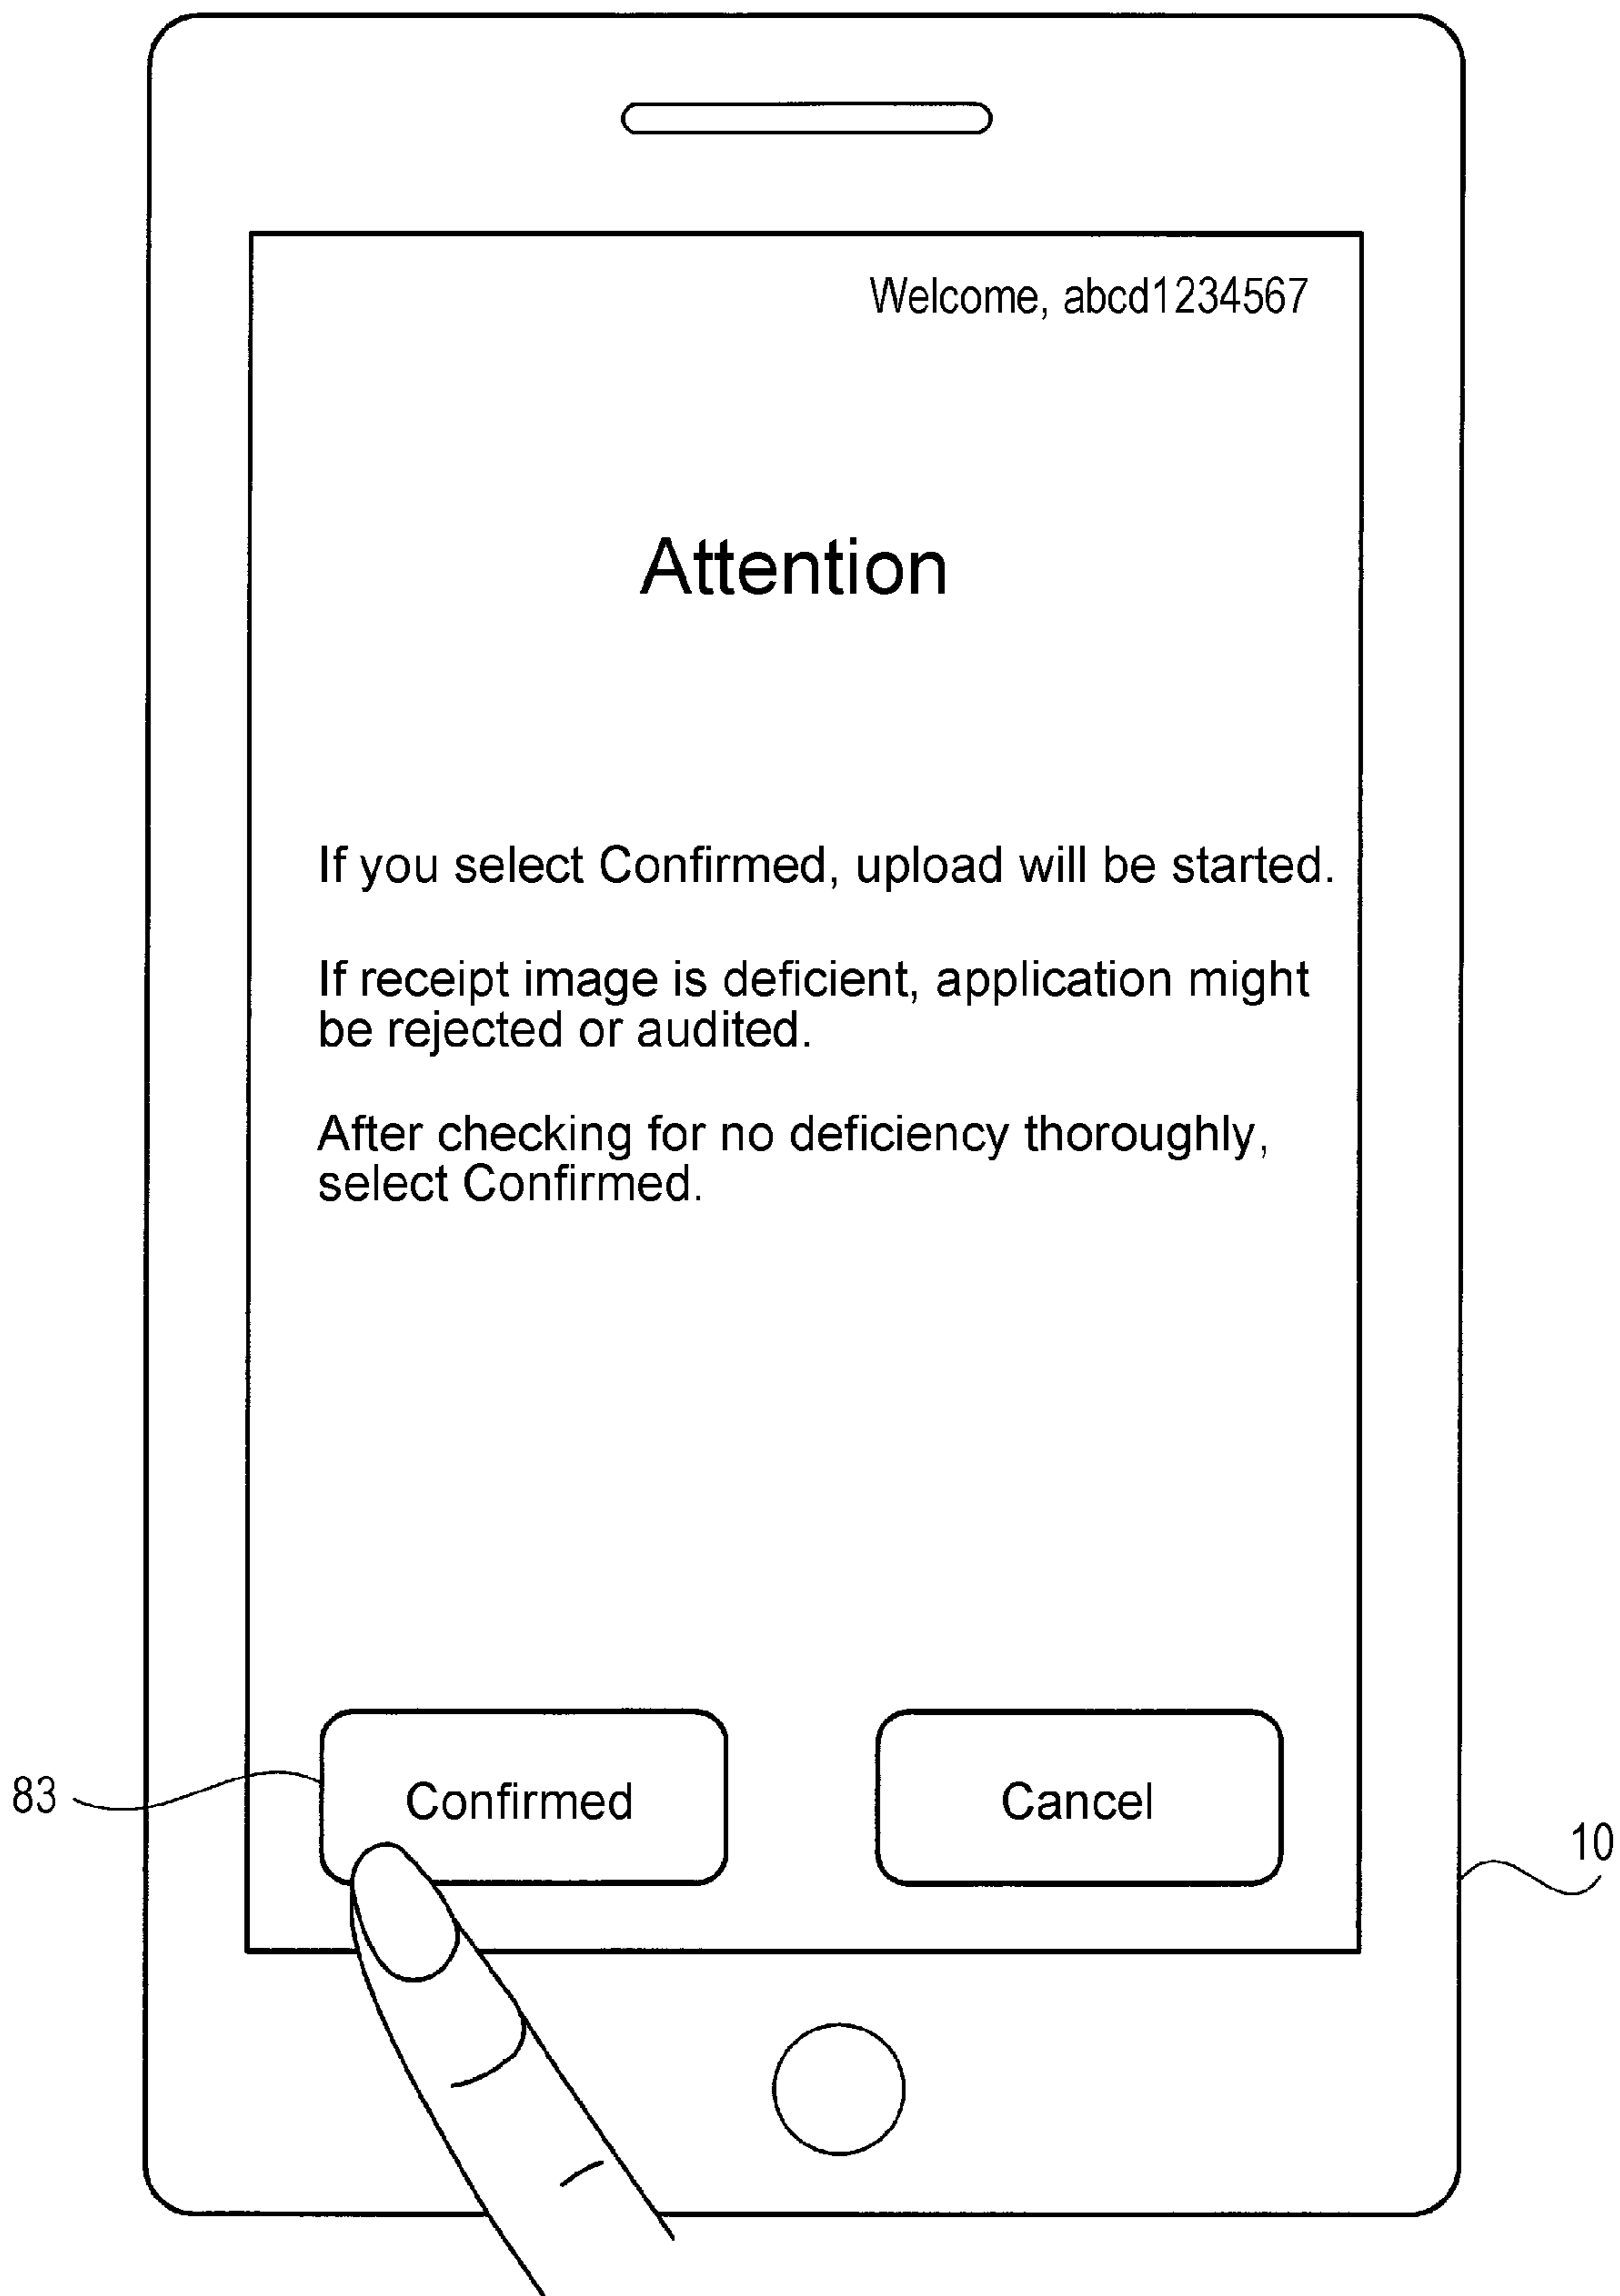 Welcome, abcd1234567
Attention
If you select Confirmed, upload will be started.
If receipt image is deficient, application might
be rejected or audited.
After checking for no deficiency thoroughly,
select Confirmed.
83
Confirmed
Cancel
10